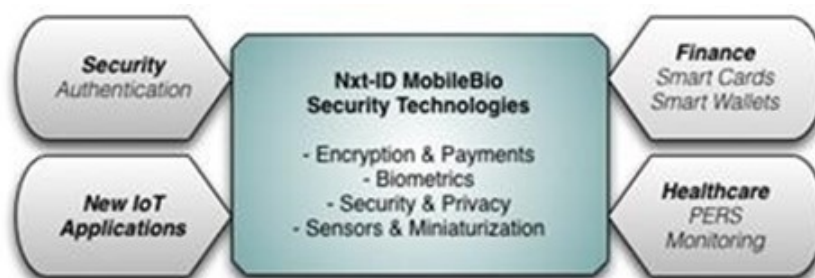 Security
Authentication
New IoT
Applications
Nxt-ID MobileBio
Security Technologies
- Encryption & Payments
- Biometrics
- Security & Privacy
- Sensors & Miniaturization
Finance
Smart Cards
Smart Wallets
Healthcare
PERS
Monitoring